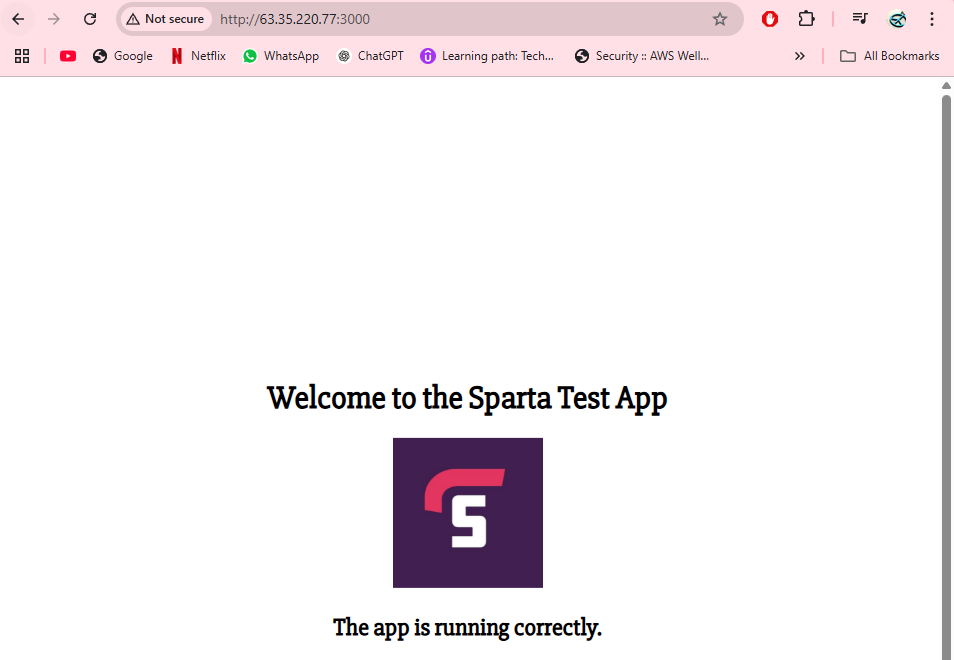 Not secure
http://63.35.220.77:3000
Google
Netflix
WhatsApp
ChatGPT
Learning path: Tech...
Security :: AWS Well...
All Bookmarks
Welcome to the Sparta Test App
S
The app is running correctly.